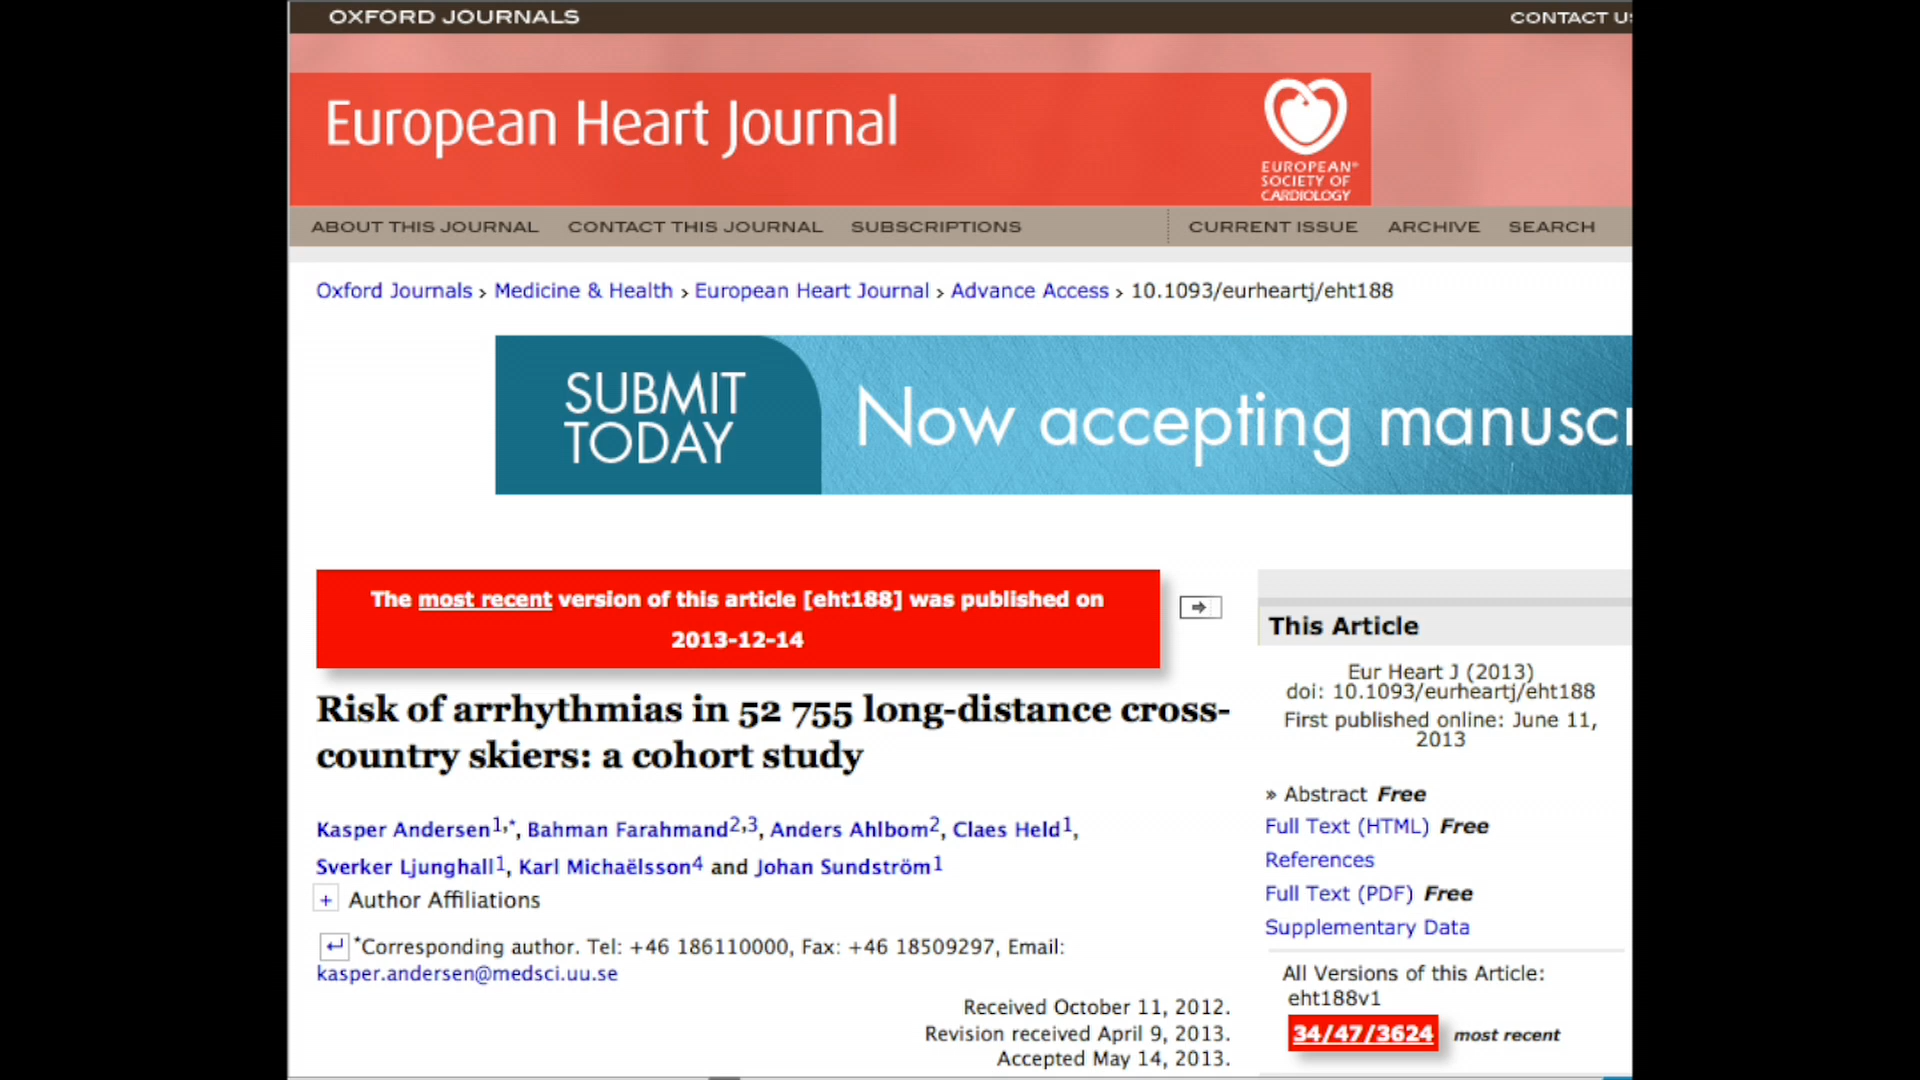 OXFORD JOURNALS
CONTACT US
European Heart Journal
EUROPEAN®
SOCIETY OF
CARDIOLOGY
ABOUT THIS JOURNAL CONTACT THIS JOURNAL SUBSCRIPTIONS CURRENT ISSUE ARCHIVE SEARCH
Oxford Journals > Medicine & Health > European Heart Journal > Advance Access > 10.1093/eurheartj/eht188
SUBMIT
TODAY
Now accepting manuscr
The most recent version of this article [eht188] was published on
2013-12-14
Risk of arrhythmias in 52 755 long-distance cross-
country skiers: a cohort study
Kasper Andersen1,*, Bahman Farahmand2,3, Anders Ahlbom2, Claes Held1,
Sverker Ljunghall1, Karl Michaëlsson4 and Johan Sundström1
+ Author Affiliations
↵*Corresponding author. Tel: +46 186110000, Fax: +46 18509297, Email:
kasper.andersen@medsci.uu.se
Received October 11, 2012.
Revision received April 9, 2013.
Accepted May 14, 2013.
This Article
Eur Heart J (2013)
doi: 10.1093/eurheartj/eht188
First published online: June 11,
2013
» Abstract Free
Full Text (HTML) Free
References
Full Text (PDF) Free
Supplementary Data
All Versions of this Article:
eht188v1
34/47/3624 most recent